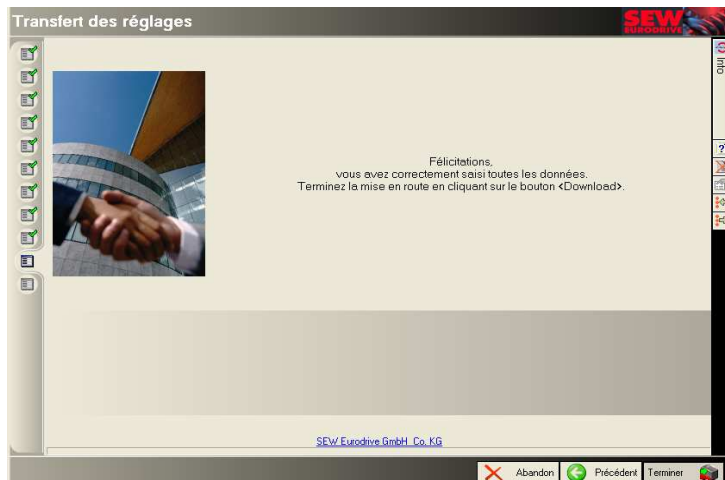 Transfert des réglages
SEW
EURODRIVE
Info
Félicitations,
vous avez correctement saisi toutes les données.
Terminez la mise en route en cliquant sur le bouton <Download>.
SEW Eurodrive GmbH Co. KG
Abandon
Précédent
Terminer